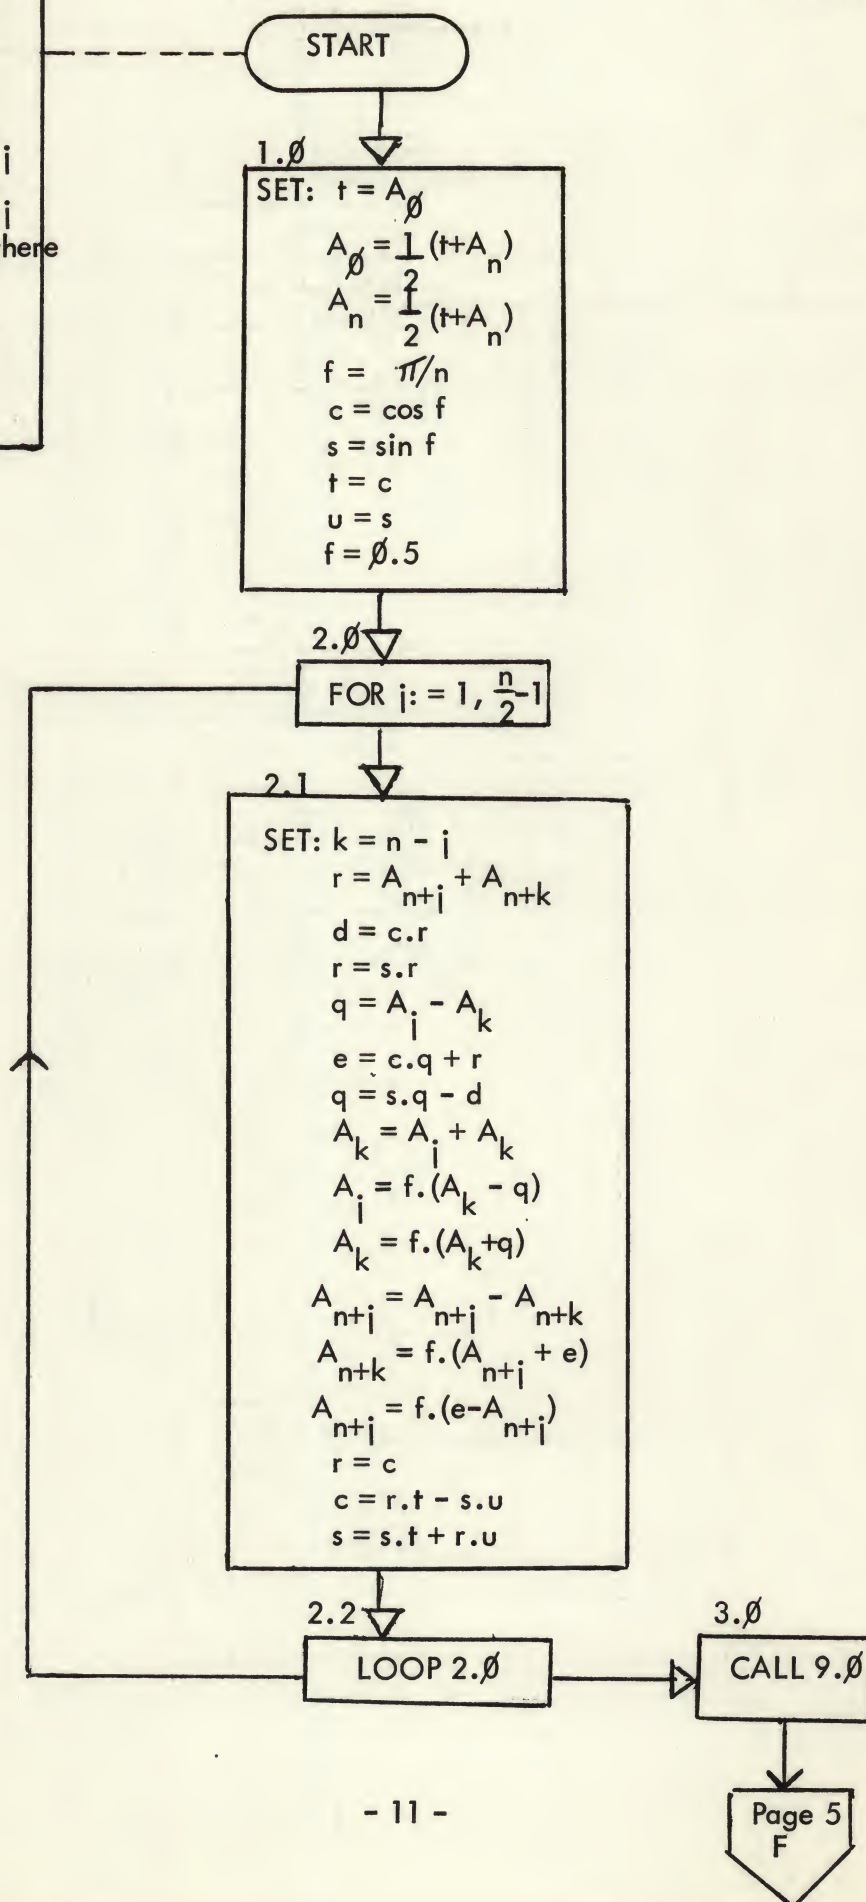 START
j
j
here
1.Ø
SET: t = A_Ø
A_Ø = 1/2 (t+A_n)
A_n = 1/2 (t+A_n)
f = π/n
c = cos f
s = sin f
t = c
u = s
f = Ø.5
2.Ø
FOR j: = 1, n/2 -1
2.1
SET: k = n - j
r = A_n+j + A_n+k
d = c.r
r = s.r
q = A_j - A_k
e = c.q + r
q = s.q - d
A_k = A_j + A_k
A_j = f.(A_k - q)
A_k = f.(A_k+q)
A_n+j = A_n+j - A_n+k
A_n+k = f.(A_n+j + e)
A_n+j = f.(e-A_n+j)
r = c
c = r.t - s.u
s = s.t + r.u
2.2
LOOP 2.Ø
3.Ø
CALL 9.Ø
Page 5
F
- 11 -